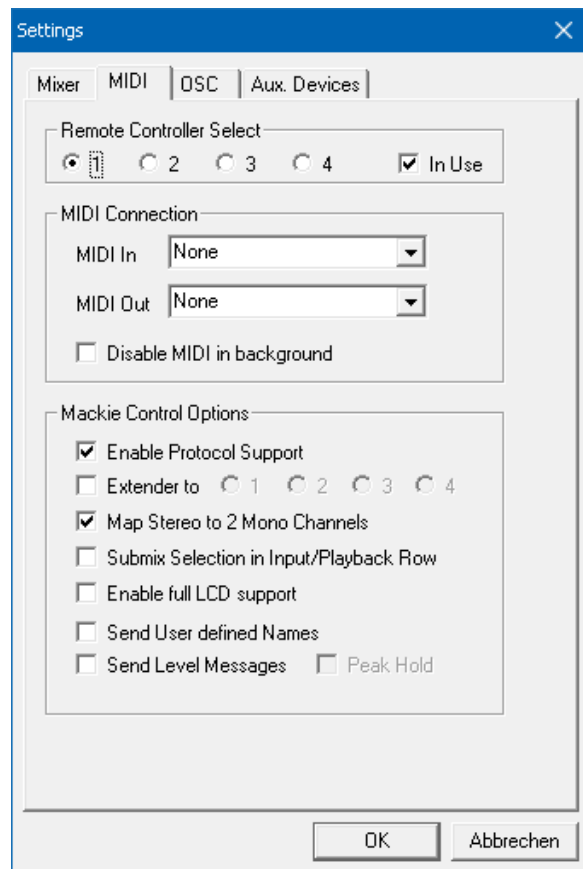 Settings
Mixer MIDI OSC Aux. Devices
Remote Controller Select
1 2 3 4 In Use
MIDI Connection
MIDI In None
MIDI Out None
Disable MIDI in background
Mackie Control Options
Enable Protocol Support
Extender to 1 2 3 4
Map Stereo to 2 Mono Channels
Submix Selection in Input/Playback Row
Enable full LCD support
Send User defined Names
Send Level Messages Peak Hold
OK Abbrechen